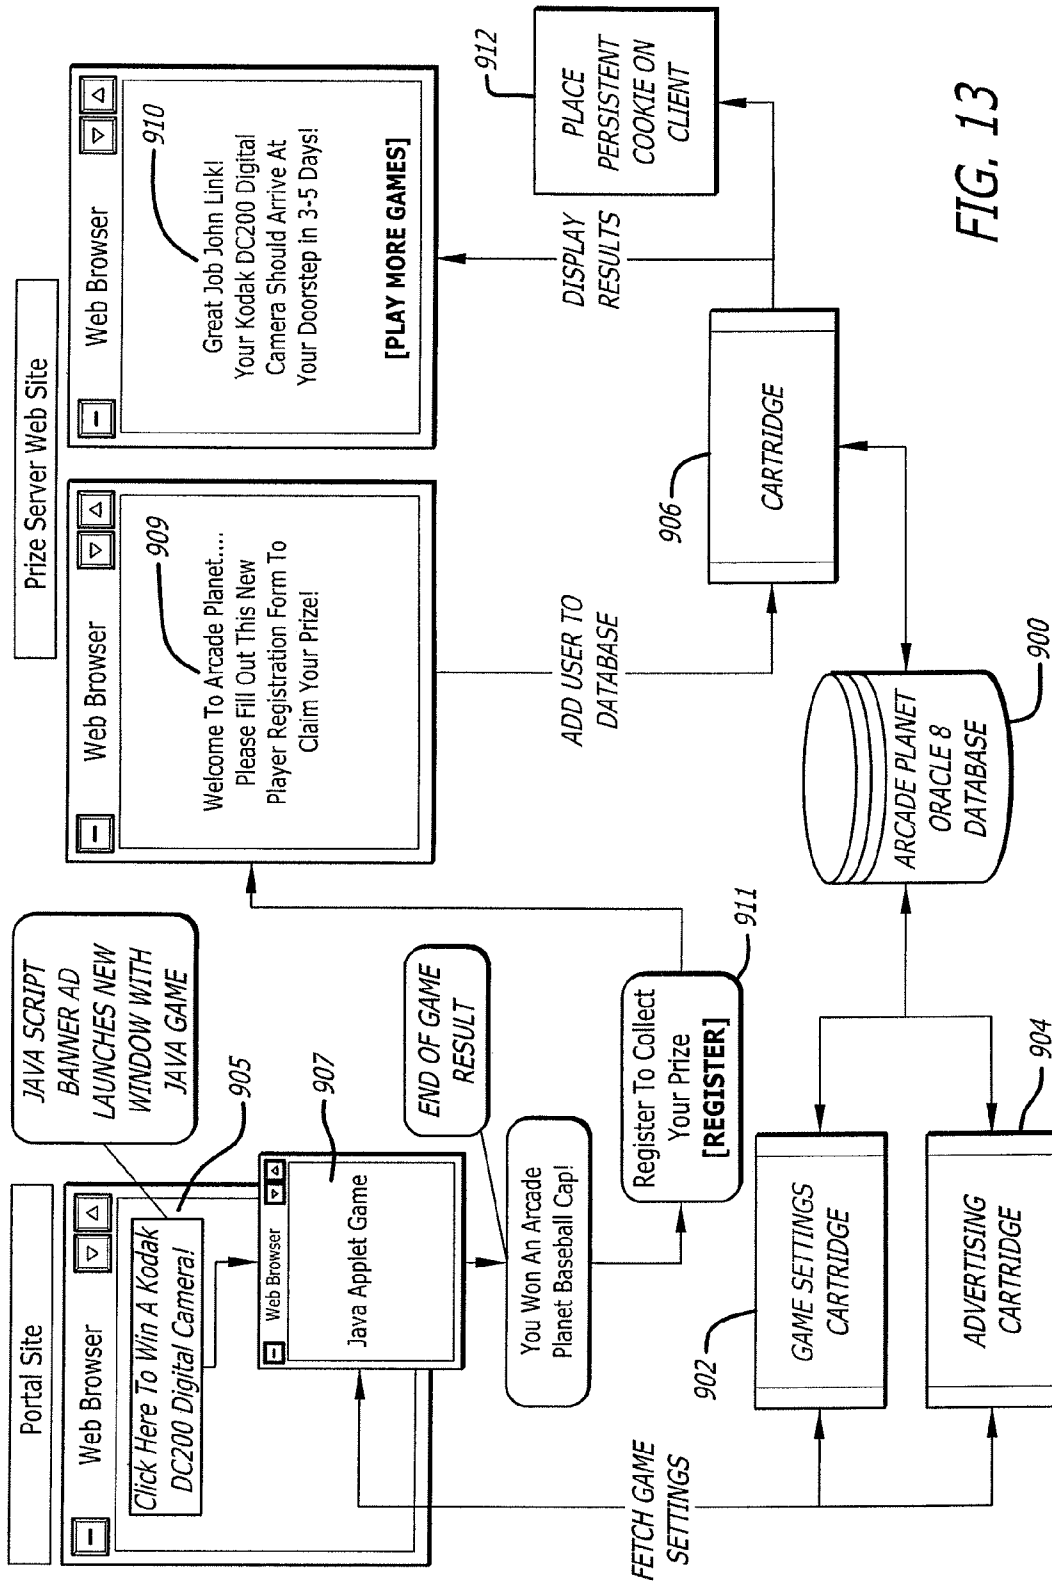 Portal Site
Web Browser
Click Here To Win A Kodak
DC200 Digital Camera!
905
JAVA SCRIPT
BANNER AD
LAUNCHES NEW
WINDOW WITH
JAVA GAME
Web Browser
Java Applet Game
907
END OF GAME
RESULT
You Won An Arcade
Planet Baseball Cap!
Register To Collect
Your Prize
[REGISTER]
911
FETCH GAME
SETTINGS
902
GAME SETTINGS
CARTRIDGE
ADVERTISING
CARTRIDGE
904
Prize Server Web Site
Web Browser
909
Welcome To Arcade Planet....
Please Fill Out This New
Player Registration Form To
Claim Your Prize!
Web Browser
910
Great Job John Link!
Your Kodak DC200 Digital
Camera Should Arrive At
Your Doorstep in 3-5 Days!
[PLAY MORE GAMES]
ADD USER TO
DATABASE
DISPLAY
RESULTS
912
PLACE
PERSISTENT
COOKIE ON
CLIENT
906
CARTRIDGE
ARCADE PLANET
ORACLE 8
DATABASE
900
FIG. 13